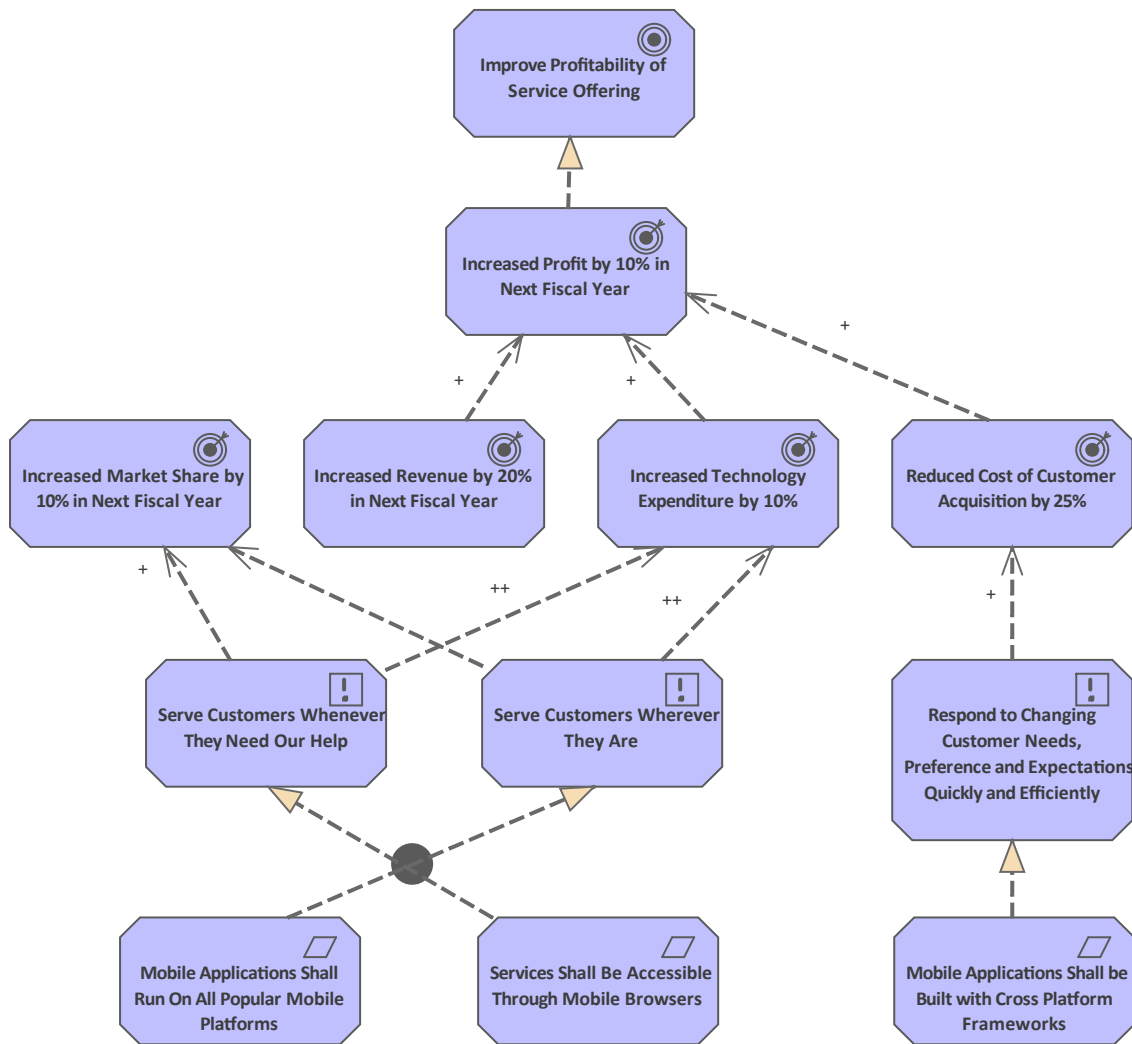 Improve Profitability of
Service Offering
Increased Profit by 10% in
Next Fiscal Year
+
+
+
Increased Market Share by
10% in Next Fiscal Year
Increased Revenue by 20%
in Next Fiscal Year
Increased Technology
Expenditure by 10%
Reduced Cost of Customer
Acquisition by 25%
+
++
++
+
Serve Customers Whenever
They Need Our Help
Serve Customers Wherever
They Are
Respond to Changing
Customer Needs,
Preference and Expectations
Quickly and Efficiently
Mobile Applications Shall
Run On All Popular Mobile
Platforms
Services Shall Be Accessible
Through Mobile Browsers
Mobile Applications Shall be
Built with Cross Platform
Frameworks